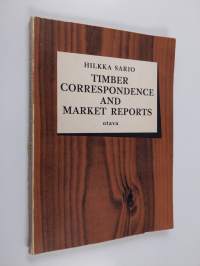 HILKKA SARIO
TIMBER
CORRESPONDENCE
AND
MARKET REPORTS
otava